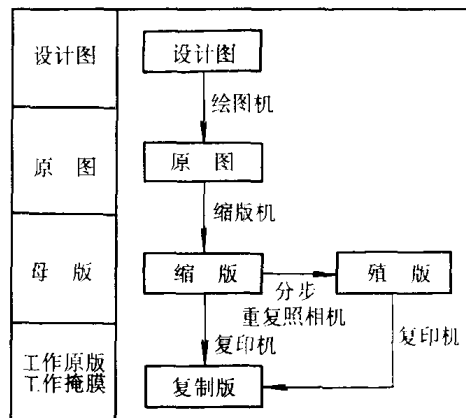 设计图
设计图
绘图机
原 图
原 图
缩版机
母 版
缩 版
殖 版
分步
重复照相机
复印机
复印机
工作原版
工作掩膜
复制版